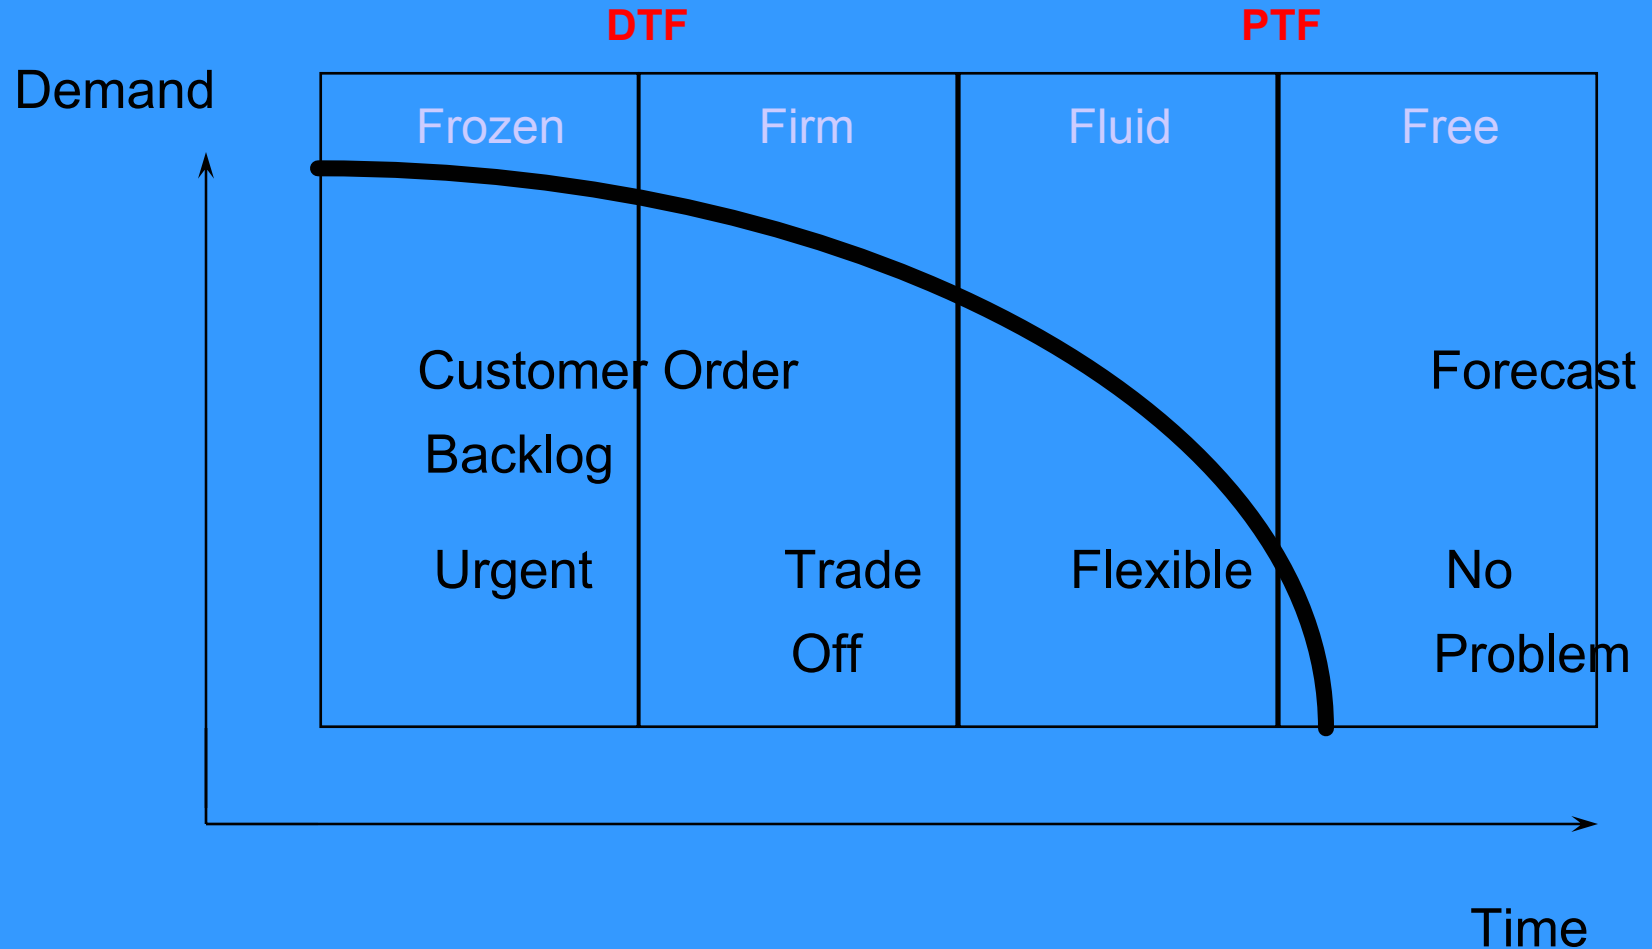 DTF PTF
Demand
Frozen Firm Fluid Free
Customer Order Forecast
Backlog
Urgent Trade Flexible No
Off Problem
Time